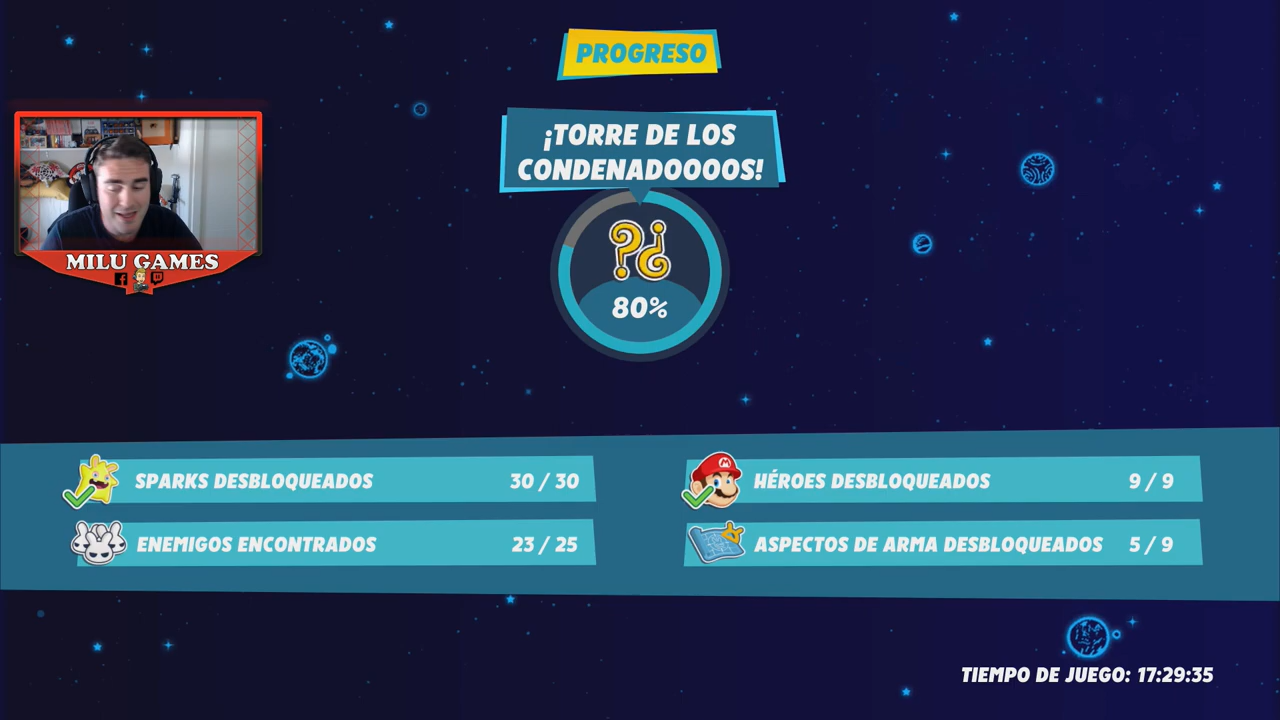 PROGRESO
¡TORRE DE LOS
CONDENADOOOOS!
80%
MILU GAMES
SPARKS DESBLOQUEADOS 30 / 30
HÉROES DESBLOQUEADOS 9 / 9
ENEMIGOS ENCONTRADOS 23 / 25
ASPECTOS DE ARMA DESBLOQUEADOS 5 / 9
TIEMPO DE JUEGO: 17:29:35